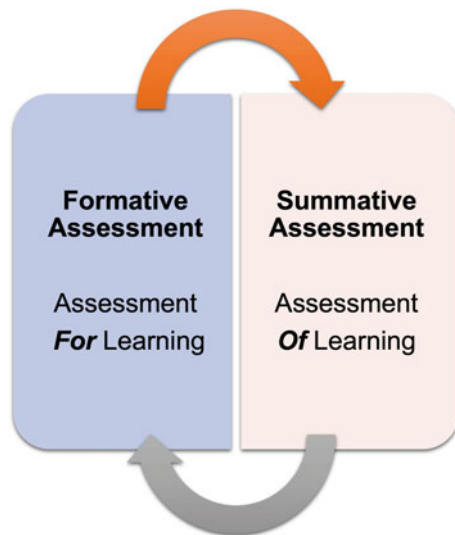 Formative
Assessment
Assessment
For Learning
Summative
Assessment
Assessment
Of Learning